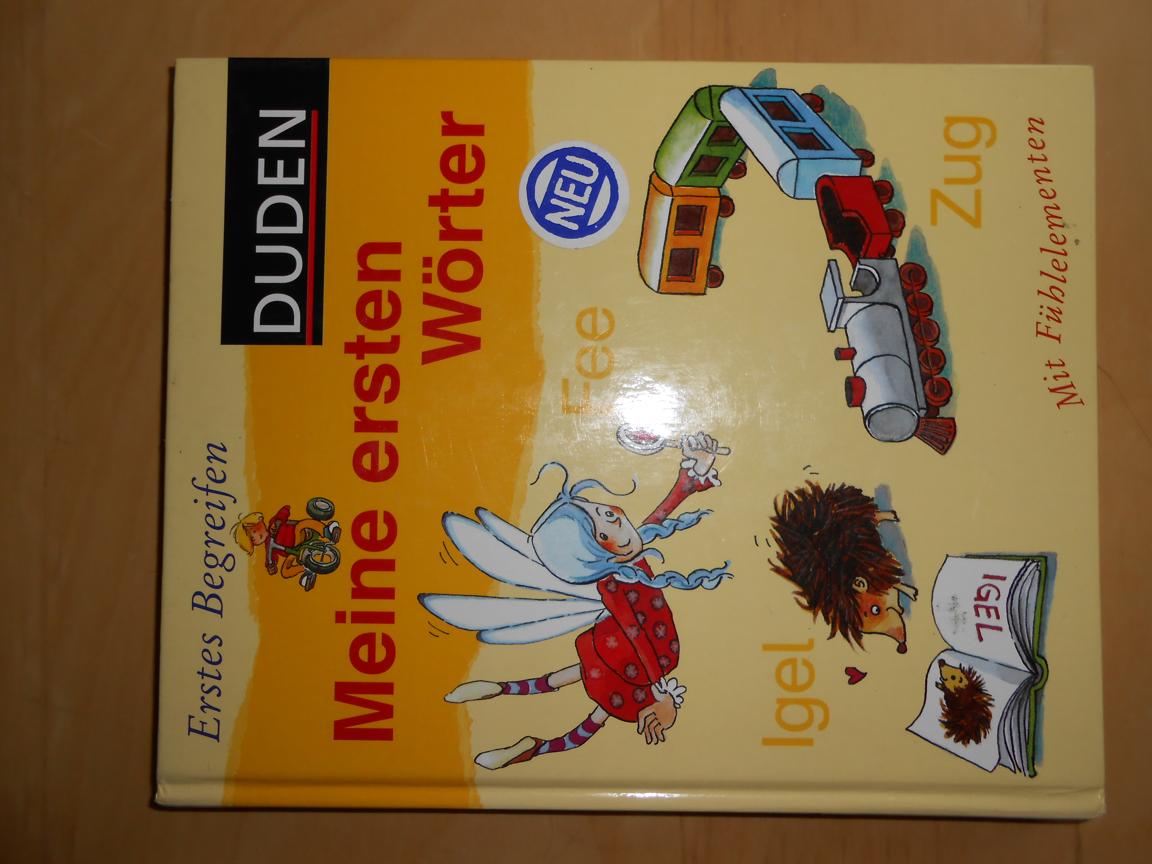 Erstes Begreifen
DUDEN
Meine ersten
Wörter
NEU
Fee
Igel
IGEL
Zug
Mit Fühlelementen